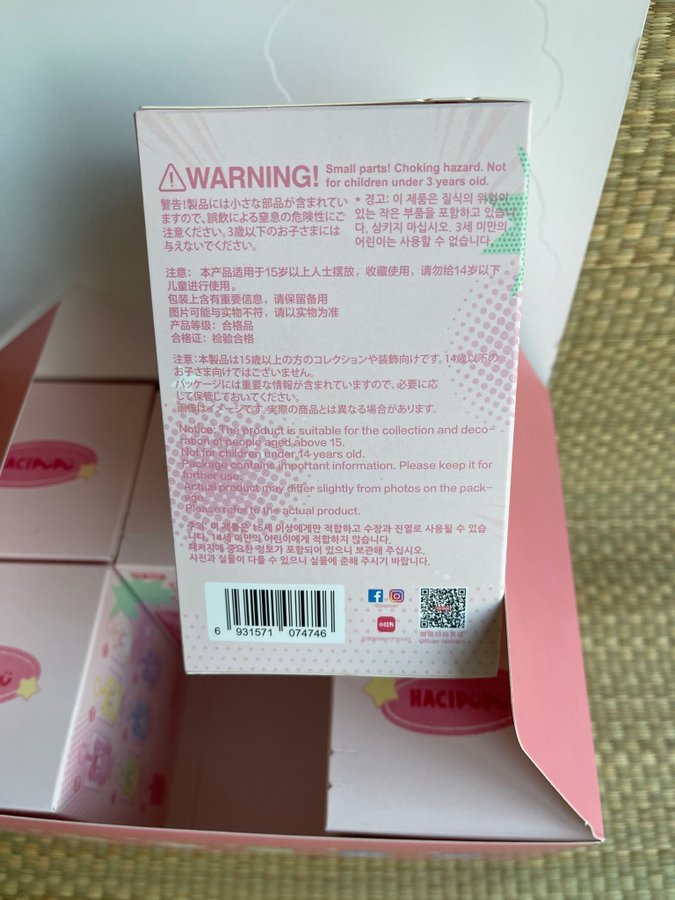 WARNING!
Small parts! Choking hazard. Not
for children under 3 years old.
警告!製品には小さな部品が含まれてい
ますので、誤飲による窒息の危険性にご
注意ください。3歳以下のお子さまには
与えないでください。
* 경고: 이 제품은 질식의 위험이
있는 작은 부품을 포함하고 있습니
다. 삼키지 마십시오. 3세 미만의
어린이는 사용할 수 없습니다.
注意： 本产品适用于15岁以上人士摆放，收藏使用，请勿给14岁以下
儿童进行使用。
包装上含有重要信息，请保留备用
图片可能与实物不符，请以实物为准
产品等级：合格品
合格证：检验合格
注意:本製品は15歳以上の方のコレクションや装飾向けです。14歳以下の
お子さま向けではございません。
パッケージには重要な情報が含まれていますので、必要に応
じて保管しておいてください。
画像はイメージです。実際の商品とは異なる場合があります。
Notice: The product is suitable for the collection and deco-
ration of people aged above 15.
Not for children under 14 years old.
Package contains important information. Please keep it for
further use.
Actual product may differ slightly from photos on the pack-
age.
Please refer to the actual product.
주의: 이 제품은 15세 이상에게만 적합하고 수장과 진열로 사용될 수 있습
니다. 14세 미만의 어린이에게 적합하지 않습니다.
패키지에 중요한 정보가 포함되어 있으니 보관해 주십시오.
사진과 실물이 다를 수 있으니 실물에 준해 주시기 바랍니다.
6 931571 074746
小红书
微信扫码关注
Official Wechat
HACIPUPU
ACIPUPU